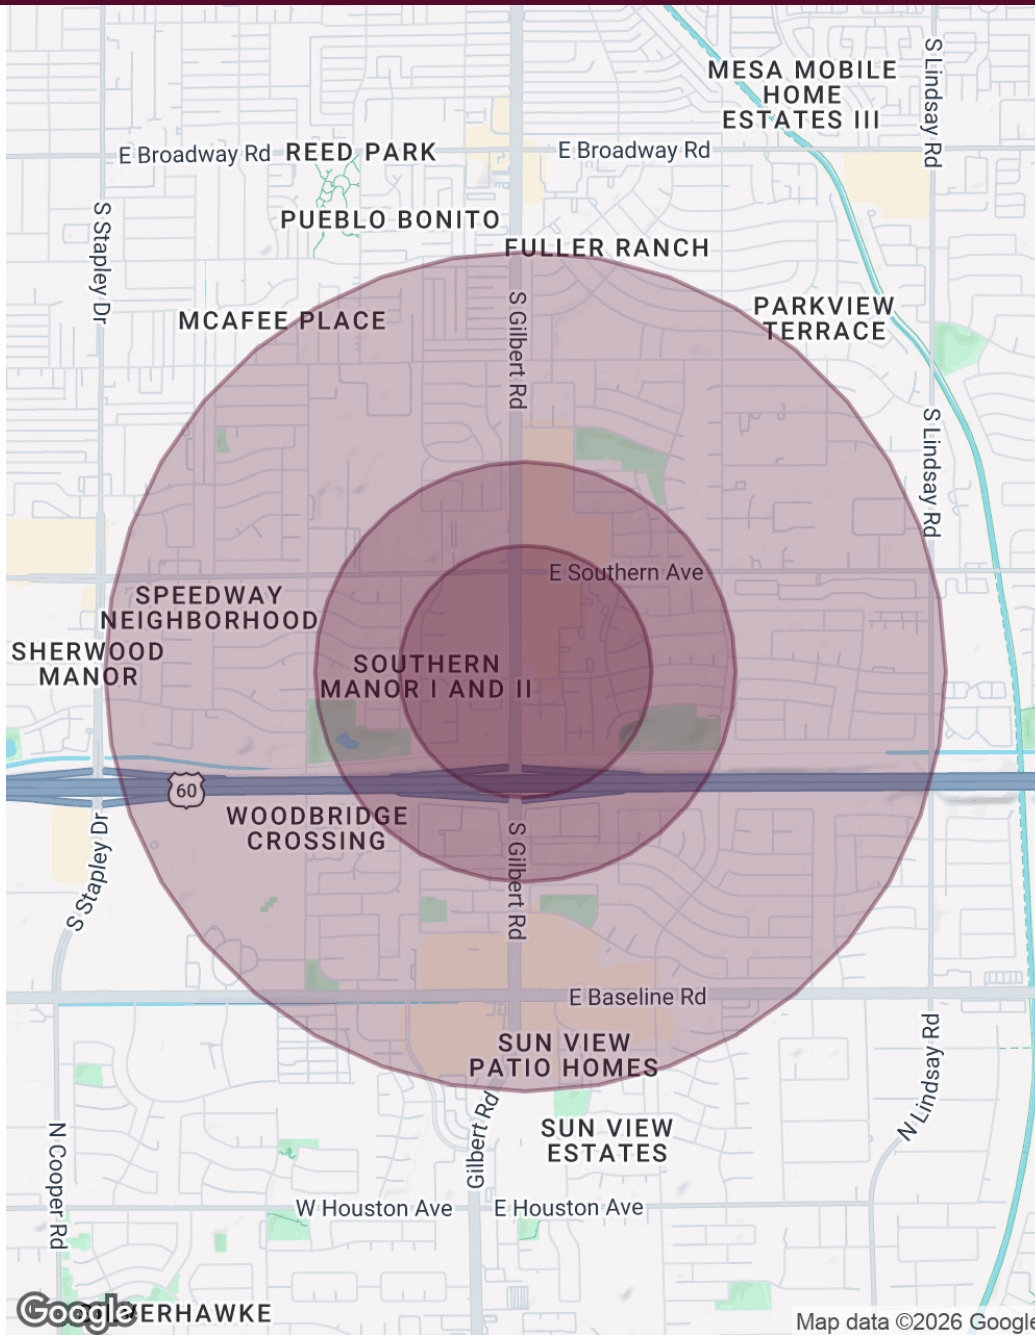 MESA MOBILE
HOME
ESTATES III
S Lindsay Rd
E Broadway Rd
REED PARK
E Broadway Rd
S Stapley Dr
PUEBLO BONITO
FULLER RANCH
S Gilbert Rd
MCAFEE PLACE
PARKVIEW
TERRACE
S Lindsay Rd
E Southern Ave
SPEEDWAY
NEIGHBORHOOD
SHERWOOD
MANOR
SOUTHERN
MANOR I AND II
60
WOODBRIDGE
CROSSING
S Stapley Dr
S Gilbert Rd
E Baseline Rd
SUN VIEW
PATIO HOMES
N Lindsay Rd
Gilbert Rd
SUN VIEW
ESTATES
N Cooper Rd
W Houston Ave
E Houston Ave
Google
ERHAWKE
Map data ©2026 Google